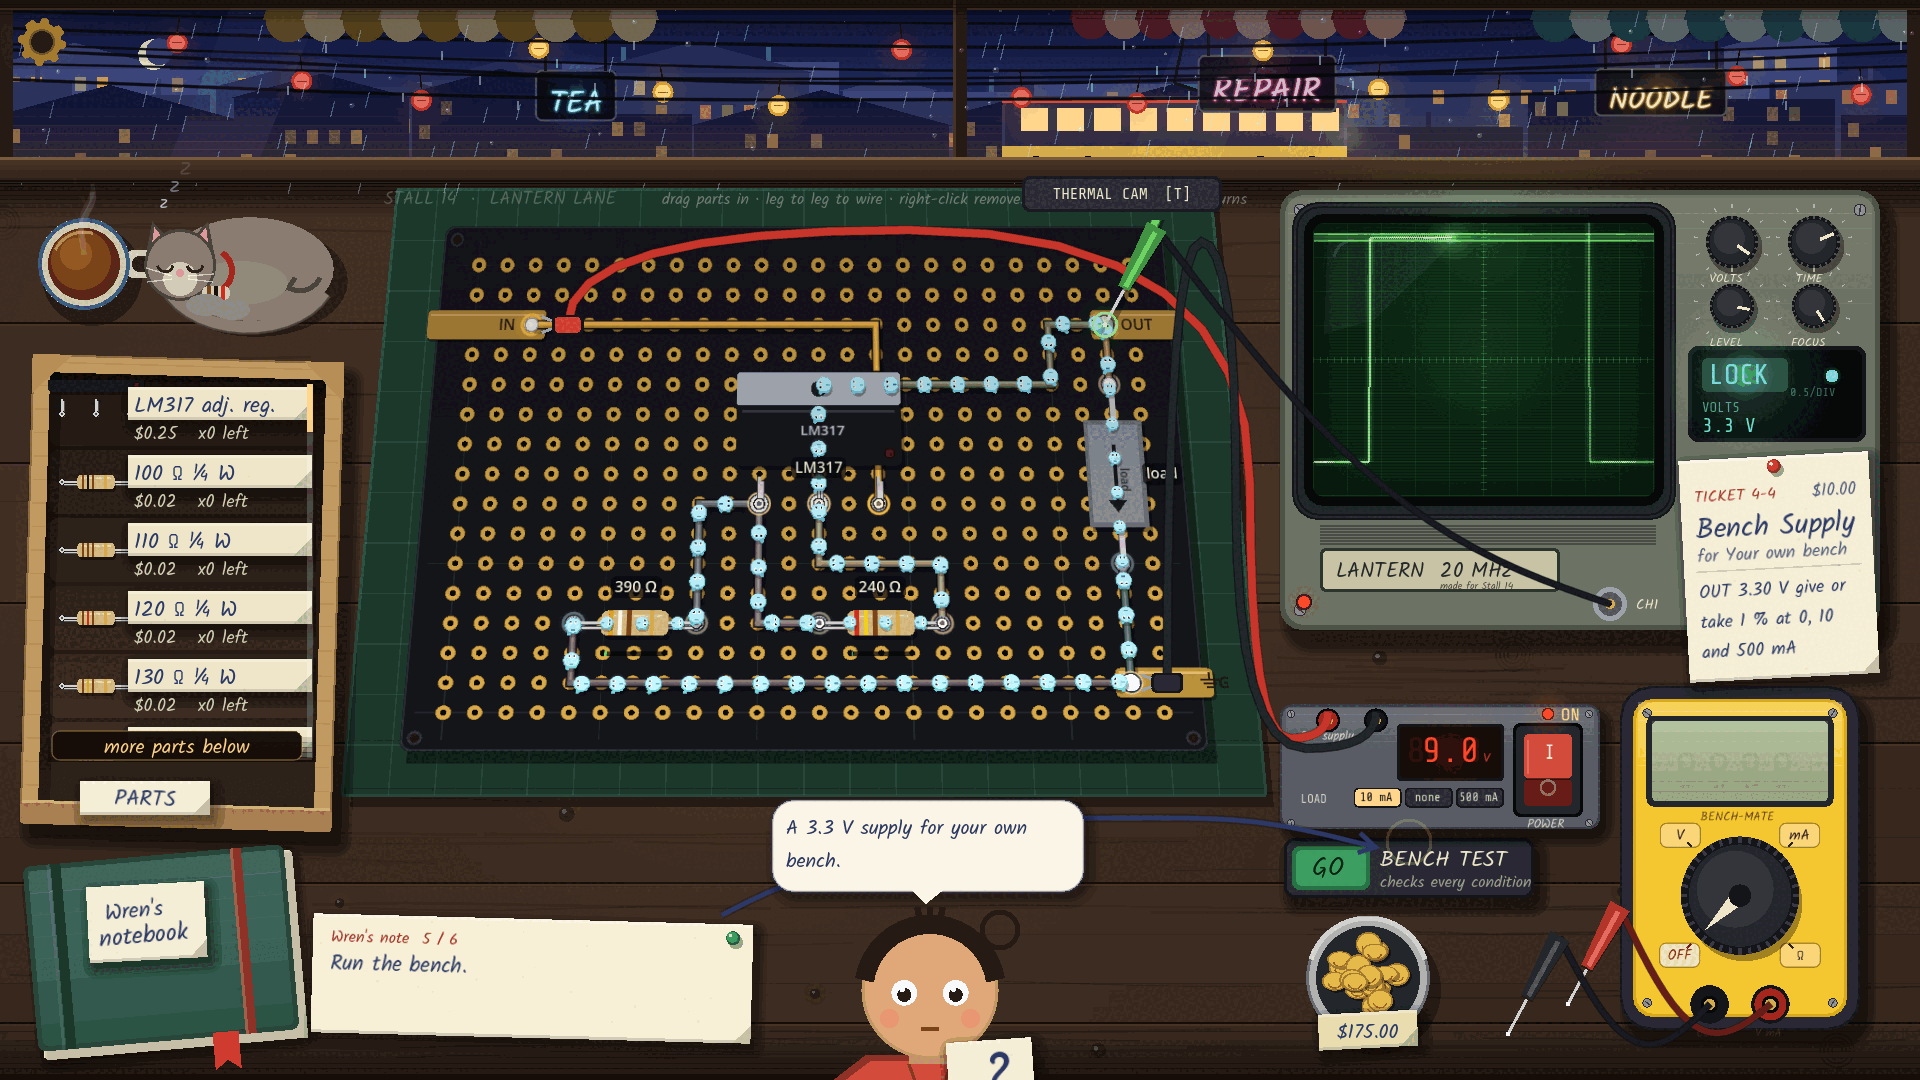 TEA
REPAIR
NOODLE
STALL 14 · LANTERN LANE
drag parts in · leg to leg to wire · right-click remove
THERMAL CAM [T]
z
z
z
IN
OUT
LM317
LM317
load
load
390 Ω
240 Ω
G
LM317 adj. reg.
$0.25 x0 left
100 Ω ¼ W
$0.02 x0 left
110 Ω ¼ W
$0.02 x0 left
120 Ω ¼ W
$0.02 x0 left
130 Ω ¼ W
$0.02 x0 left
more parts below
PARTS
VOLTS
TIME
LEVEL
FOCUS
LOCK
0.5/DIV
VOLTS
3.3 V
LANTERN 20 MHz
made for Stall 14
CH1
TICKET 4-4 $10.00
Bench Supply
for Your own bench
OUT 3.30 V give or
take 1 % at 0, 10
and 500 mA
supply
9.0 V
ON
I
LOAD
10 mA
none
500 mA
POWER
GO
BENCH TEST
checks every condition
BENCH-MATE
V
mA
OFF
Ω
$175.00
A 3.3 V supply for your own
bench.
Wren's
notebook
Wren's note 5 / 6
Run the bench.
?